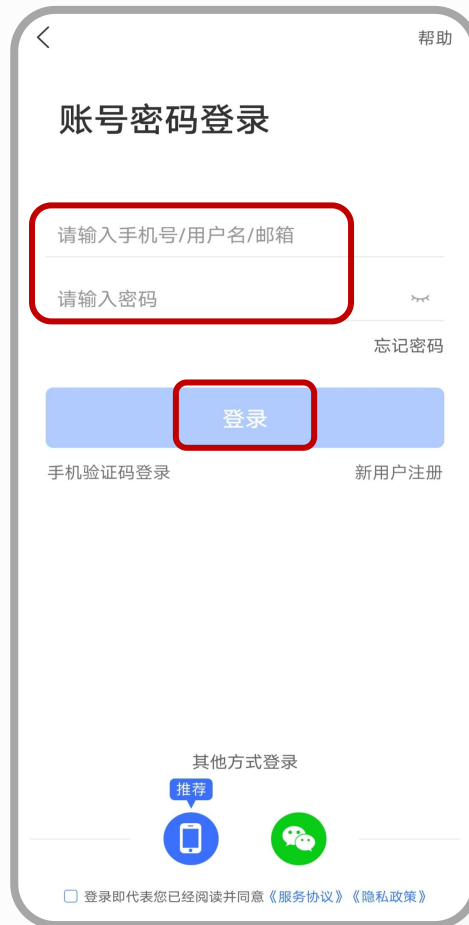 帮助
账号密码登录
请输入手机号/用户名/邮箱
请输入密码
忘记密码
登录
手机验证码登录 新用户注册
其他方式登录
推荐
登录即代表您已经阅读并同意《服务协议》《隐私政策》